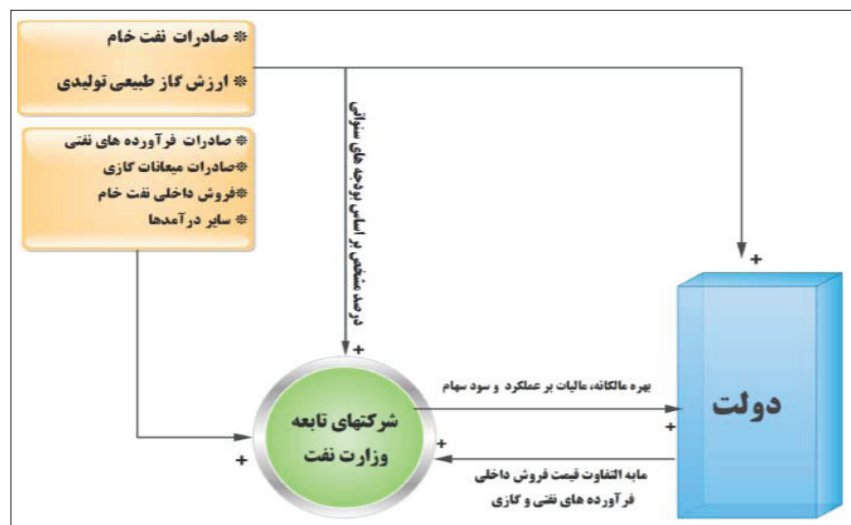 ❊ صادرات نفت خام
❊ ارزش گاز طبیعی تولیدی
❊ صادرات فرآورده های نفتی
❊صادرات میعانات گازی
❊فروش داخلی نفت خام
❊ سایر درآمدها
درصد مشخص بر اساس بودجه های سنواتی
+
+
+
شرکتهای تابعه
وزارت نفت
بهره مالکانه، مالیات بر عملکرد و سود سهام
+
+
مابه التفاوت قیمت فروش داخلی
فرآورده های نفتی و گازی
دولت